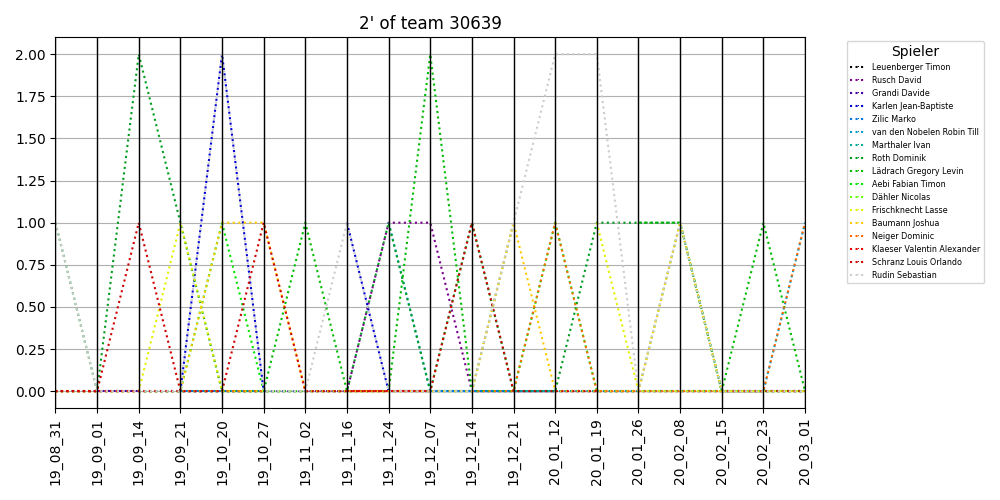 2' of team 30639
2.00
1.75
1.50
1.25
1.00
0.75
0.50
0.25
0.00
19_08_31
19_09_01
19_09_14
19_09_21
19_10_20
19_10_27
19_11_02
19_11_16
19_11_24
19_12_07
19_12_14
19_12_21
20_01_12
20_01_19
20_01_26
20_02_08
20_02_15
20_02_23
20_03_01
Spieler
Leuenberger Timon
Rusch David
Grandi Davide
Karlen Jean-Baptiste
Zilic Marko
van den Nobelen Robin Till
Marthaler Ivan
Roth Dominik
Lädrach Gregory Levin
Aebi Fabian Timon
Dähler Nicolas
Frischknecht Lasse
Baumann Joshua
Neiger Dominic
Klaeser Valentin Alexander
Schranz Louis Orlando
Rudin Sebastian